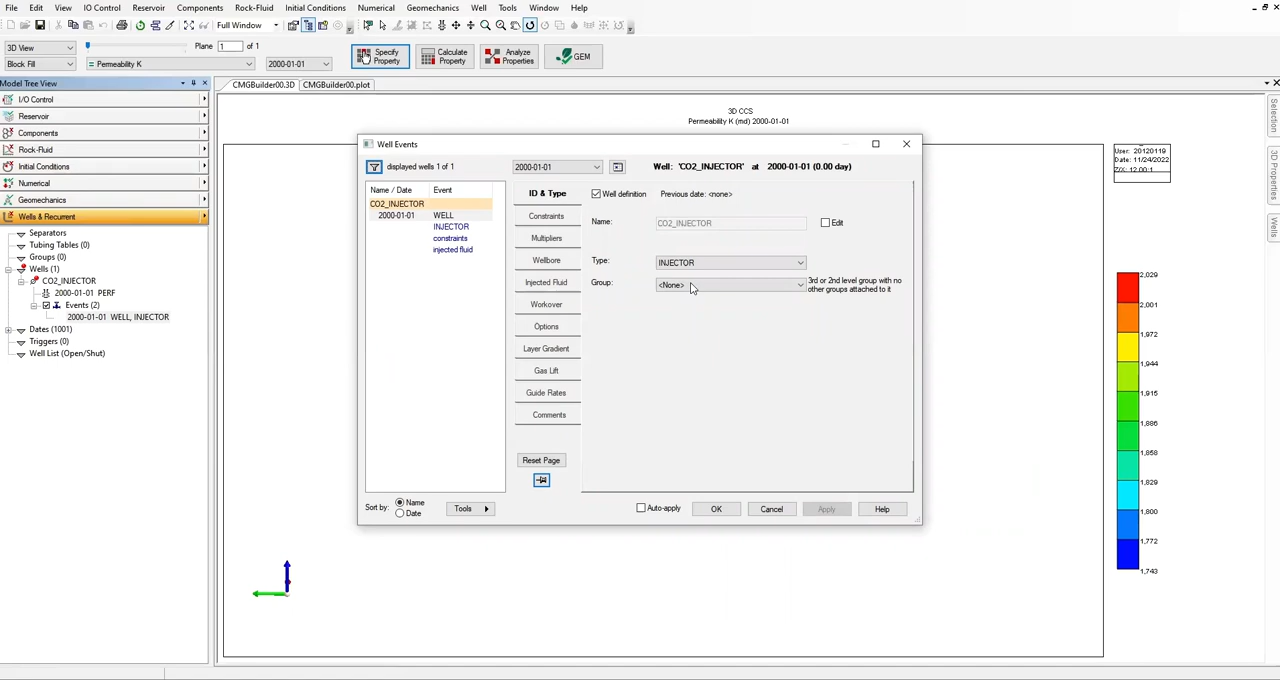 File Edit View IO Control Reservoir Components Rock-Fluid Initial Conditions Numerical Geomechanics Well Tools Window Help
Full Window
3D View Plane 1 of 1
Block Fill = Permeability K 2000-01-01
Specify Property
Calculate Property
Analyze Properties
GEM
Model Tree View
I/O Control
Reservoir
Components
Rock-Fluid
Initial Conditions
Numerical
Geomechanics
Wells & Recurrent
Separators
Tubing Tables (0)
Groups (0)
Wells (1)
CO2_INJECTOR
2000-01-01 PERF
Events (2)
2000-01-01 WELL, INJECTOR
Dates (1001)
Triggers (0)
Well List (Open/Shut)
CMGBuilder00.3D CMGBuilder00.plot
3D CCS
Permeability K (md) 2000-01-01
User: 20120119
Date: 11/24/2022
Z/X: 12.00:1
Well Events
displayed wells 1 of 1
2000-01-01
Well: 'CO2_INJECTOR' at 2000-01-01 (0.00 day)
Name / Date Event
CO2_INJECTOR
2000-01-01 WELL
INJECTOR
constraints
injected fluid
ID & Type
Constraints
Multipliers
Wellbore
Injected Fluid
Workover
Options
Layer Gradient
Gas Lift
Guide Rates
Comments
Reset Page
Well definition Previous date: <none>
Name: CO2_INJECTOR Edit
Type: INJECTOR
Group: <None> 3rd or 2nd level group with no
other groups attached to it
Sort by: Name
Date
Tools
Auto-apply OK Cancel Apply Help
2,029
2,001
1,972
1,944
1,915
1,886
1,858
1,829
1,800
1,772
1,743
Selection
3D Properties
Wells